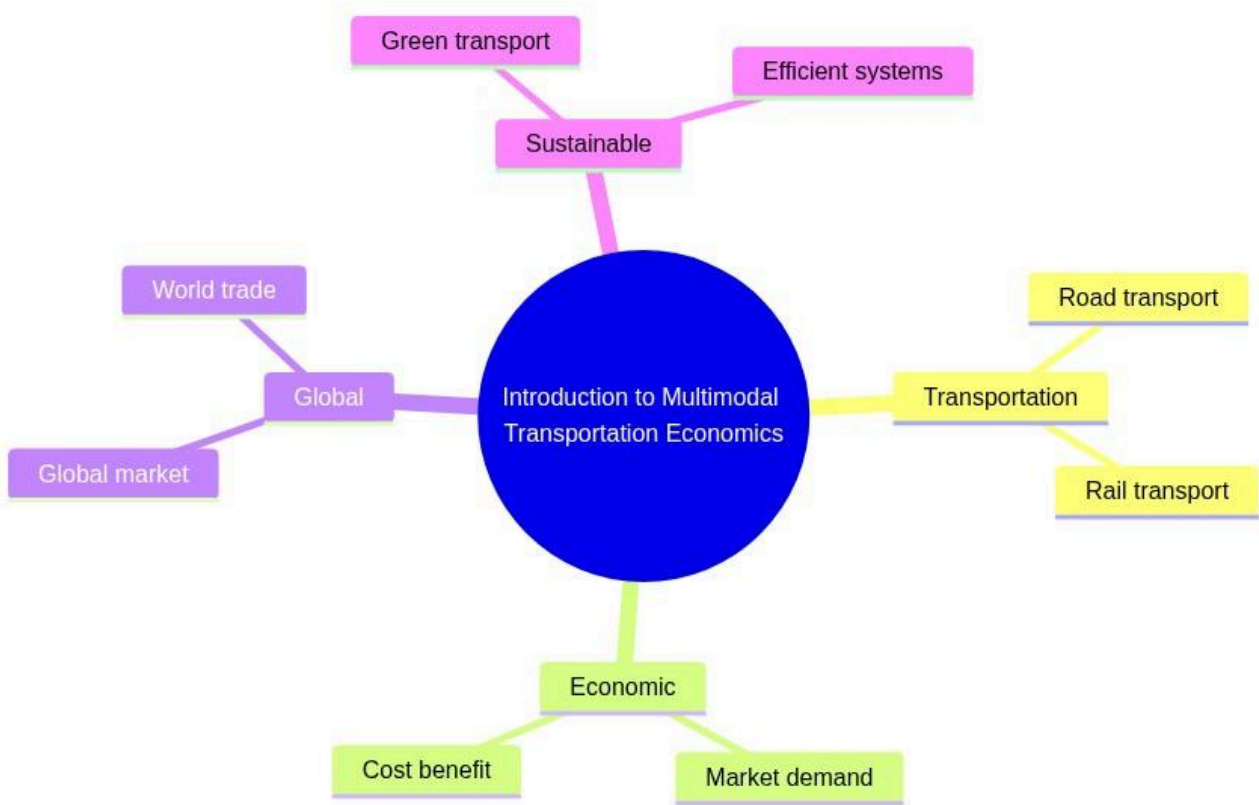 Green transport
Efficient systems
Sustainable
World trade
Road transport
Global
Introduction to Multimodal
Transportation Economics
Transportation
Global market
Rail transport
Economic
Cost benefit
Market demand